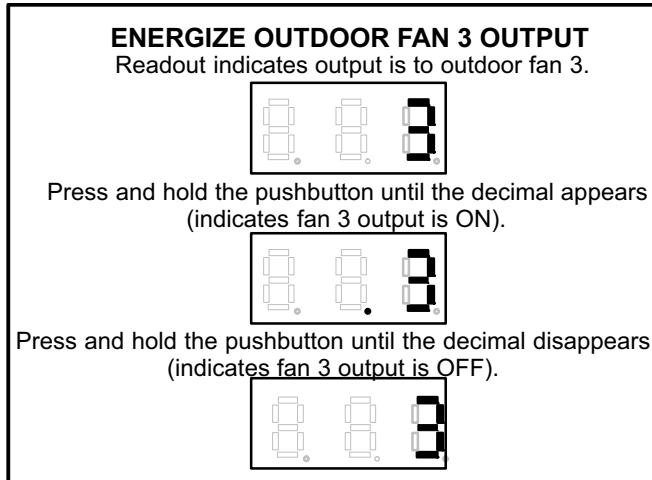 ENERGIZE OUTDOOR FAN 3 OUTPUT
Readout indicates output is to outdoor fan 3.
3
Press and hold the pushbutton until the decimal appears
(indicates fan 3 output is ON).
.3
Press and hold the pushbutton until the decimal disappears
(indicates fan 3 output is OFF).
3